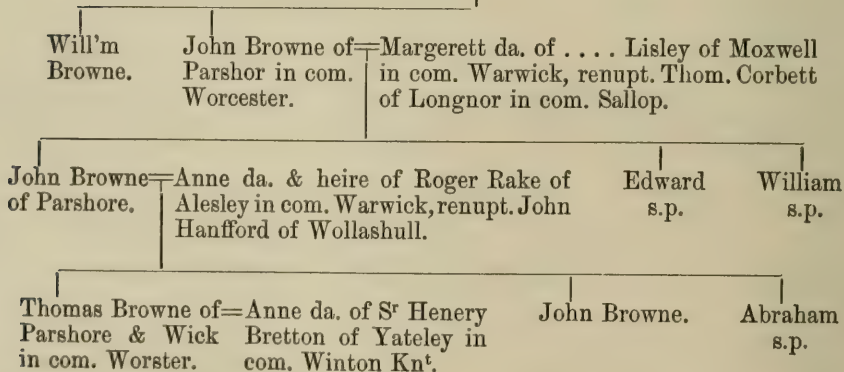 Will'm
Browne.
John Browne of
Parshor in com.
Worcester.
Margerett da. of .... Lisley of Moxwell
in com. Warwick, renupt. Thom. Corbett
of Longnor in com. Sallop.
John Browne
of Parshore.
Anne da. & heire of Roger Rake of
Alesley in com. Warwick, renupt. John
Hanfford of Wollashull.
Edward
s.p.
William
s.p.
Thomas Browne of
Parshore & Wick
in com. Worster.
Anne da. of Sʳ Henery
Bretton of Yateley in
com. Winton Knᵗ.
John Browne.
Abraham
s.p.